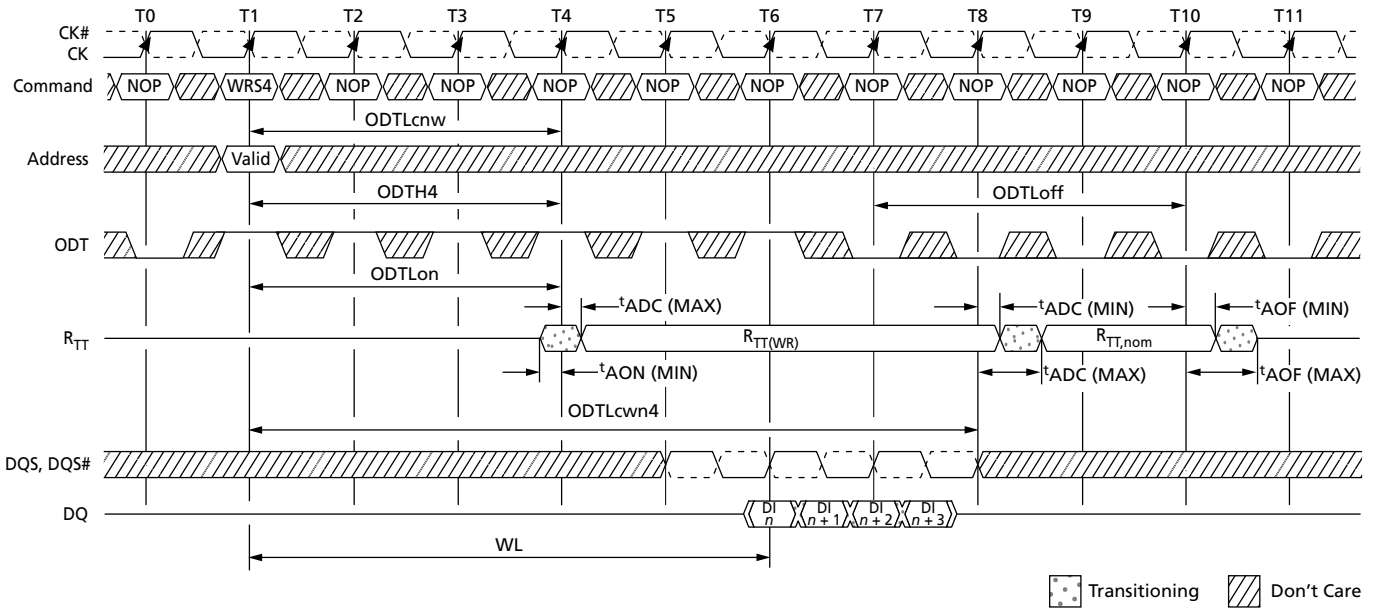 T0 T1 T2 T3 T4 T5 T6 T7 T8 T9 T10 T11
CK#
CK
Command NOP WRS4 NOP NOP NOP NOP NOP NOP NOP NOP NOP NOP
ODTLcnw
Address Valid
ODTH4 ODTLoff
ODT
ODTLon
tADC (MAX) tADC (MIN) tAOF (MIN)
RTT RTT(WR) RTT,nom
tAON (MIN) tADC (MAX) tAOF (MAX)
ODTLcwn4
DQS, DQS#
DQ DI n DI n + 1 DI n + 2 DI n + 3
WL
Transitioning Don't Care